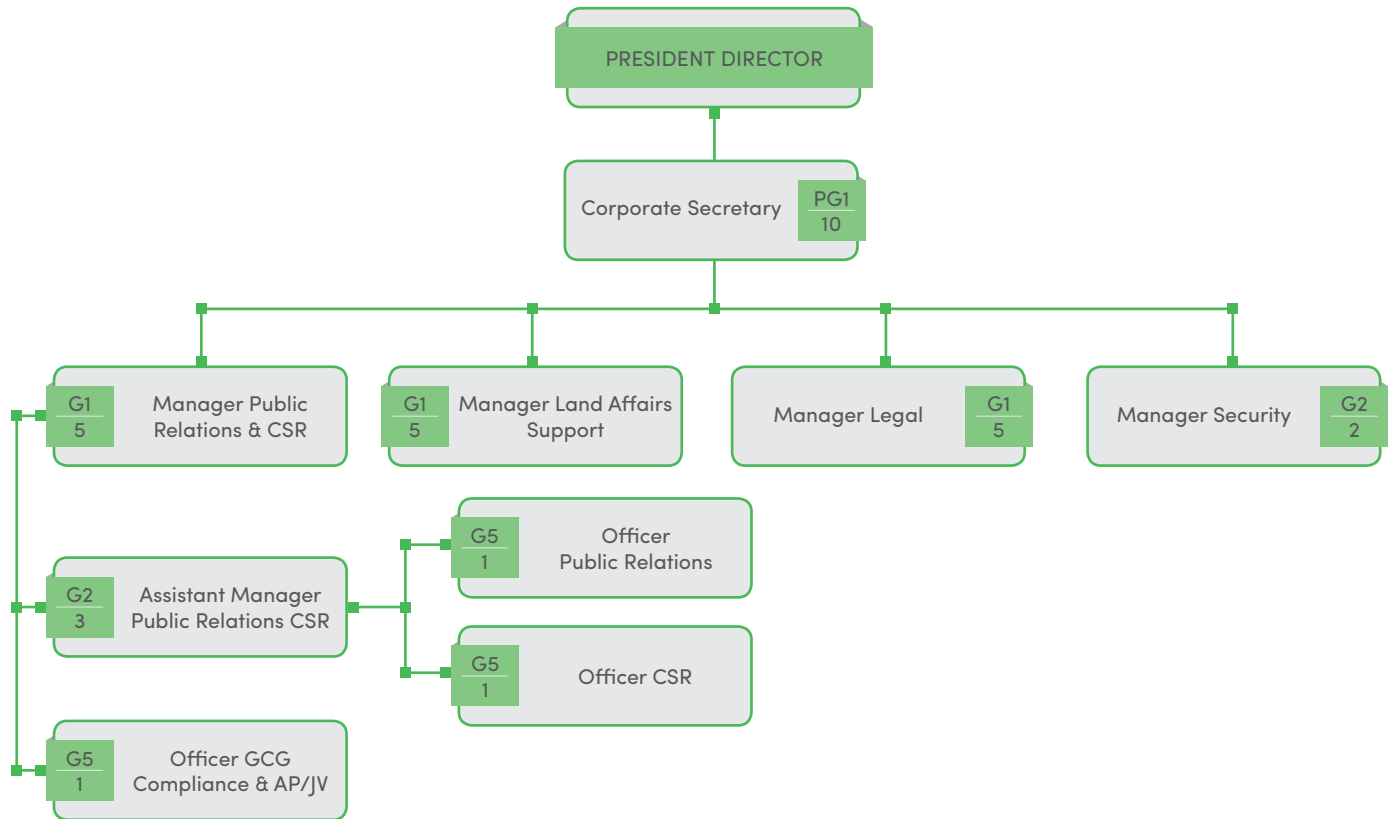 PRESIDENT DIRECTOR
Corporate Secretary
PG1
10
G1
5
Manager Public
Relations & CSR
G1
5
Manager Land Affairs
Support
Manager Legal
G1
5
Manager Security
G2
2
G5
1
Officer
Public Relations
G2
3
Assistant Manager
Public Relations CSR
G5
1
Officer CSR
G5
1
Officer GCG
Compliance & AP/JV